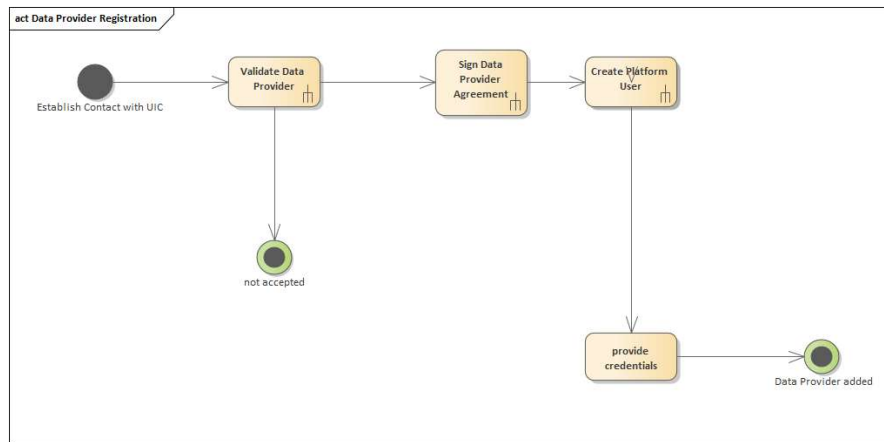 act Data Provider Registration
Establish Contact with UIC
Validate Data
Provider
Sign Data
Provider
Agreement
Create Platform
User
not accepted
provide
credentials
Data Provider added